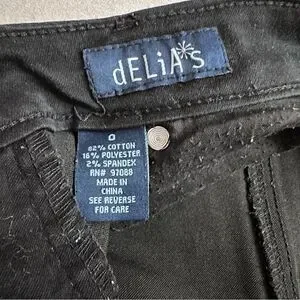 dELiA*s
0
82% COTTON
16% POLYESTER
2% SPANDEX
RN# 97088
MADE IN
CHINA
SEE REVERSE
FOR CARE